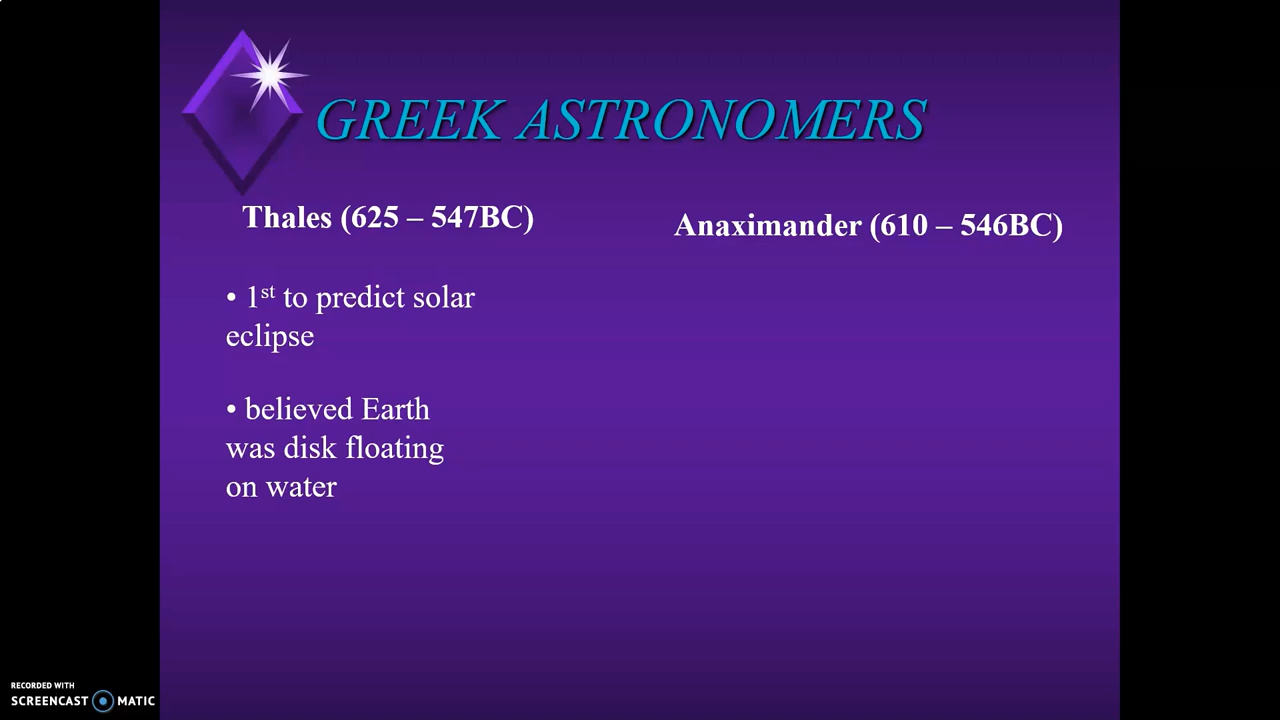 GREEK ASTRONOMERS
Thales (625 – 547BC)
• 1st to predict solar
eclipse
• believed Earth
was disk floating
on water
Anaximander (610 – 546BC)
RECORDED WITH
SCREENCAST MATIC